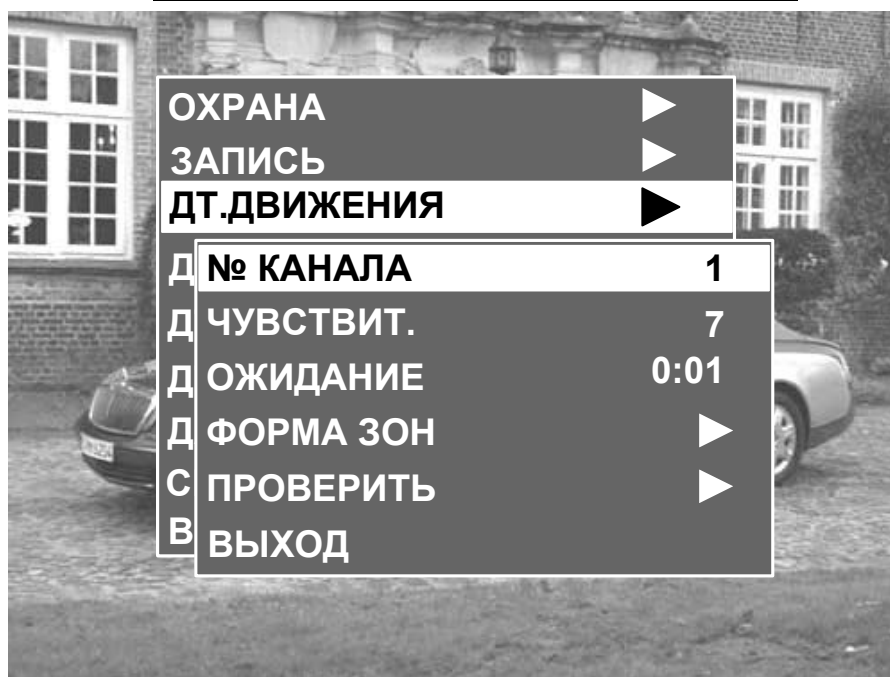 ОХРАНА
ЗАПИСЬ
ДТ.ДВИЖЕНИЯ
Д
№ КАНАЛА 1
Д
ЧУВСТВИТ. 7
Д
ОЖИДАНИЕ 0:01
Д
ФОРМА ЗОН
С
ПРОВЕРИТЬ
В
ВЫХОД